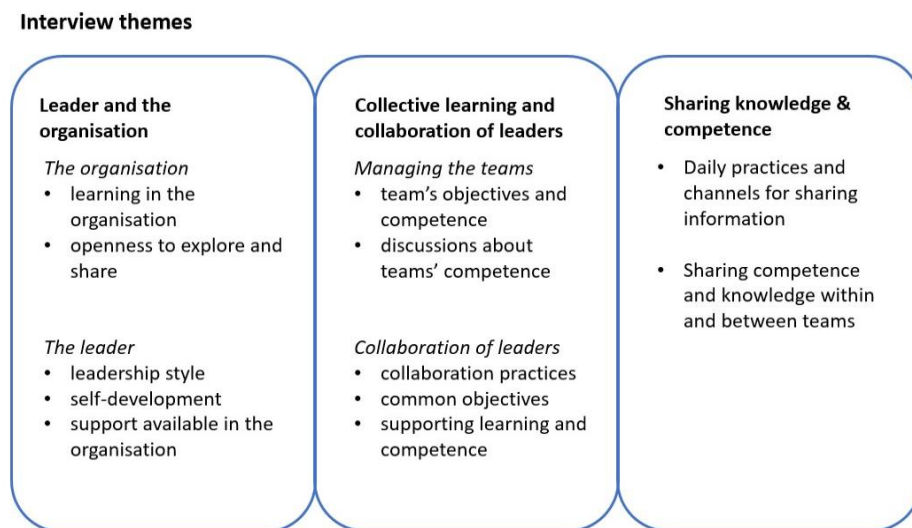 Interview themes
Leader and the
organisation
The organisation
• learning in the
organisation
• openness to explore and
share
The leader
• leadership style
• self-development
• support available in the
organisation
Collective learning and
collaboration of leaders
Managing the teams
• team's objectives and
competence
• discussions about
teams' competence
Collaboration of leaders
• collaboration practices
• common objectives
• supporting learning and
competence
Sharing knowledge &
competence
• Daily practices and
channels for sharing
information
• Sharing competence
and knowledge within
and between teams